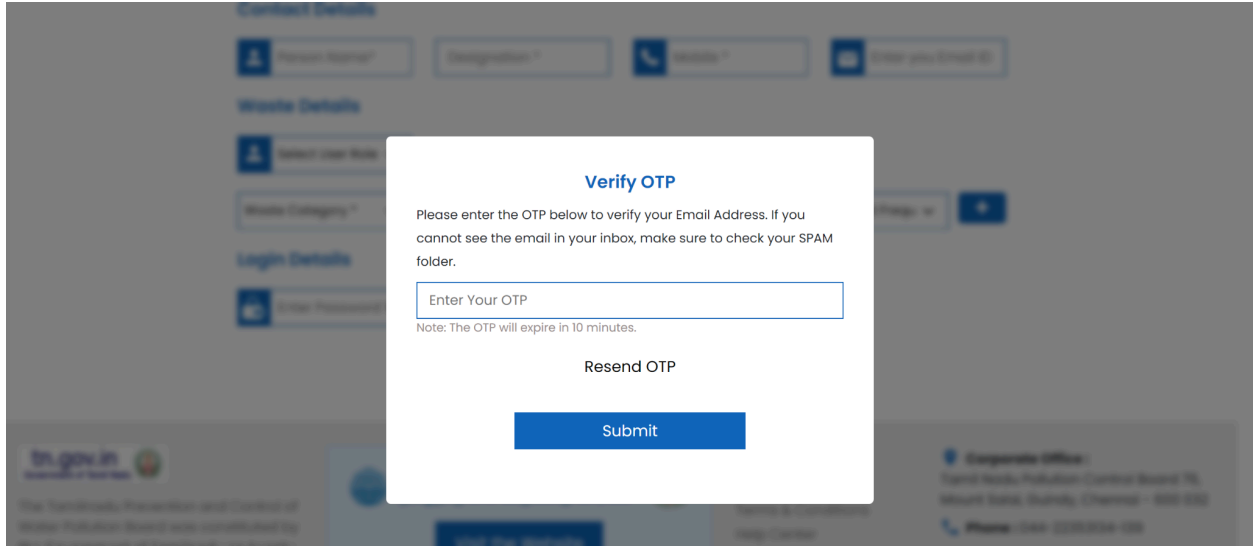 Contact Details
Person Name*
Designation *
Mobile *
Enter you Email ID
Waste Details
Select User Role
Waste Category *
Verify OTP
Please enter the OTP below to verify your Email Address. If you
cannot see the email in your inbox, make sure to check your SPAM
folder.
Login Details
Enter Password
Enter Your OTP
Note: The OTP will expire in 10 minutes.
Resend OTP
Submit
tn.gov.in
Government of Tamil Nadu
The Tamilnadu Prevention and Control of
Water Pollution Board was constituted by
Visit the Website
Terms & Conditions
Help Center
Corporate Office :
Tamil Nadu Pollution Control Board 76,
Mount Salai, Guindy, Chennai - 600 032
Phone :